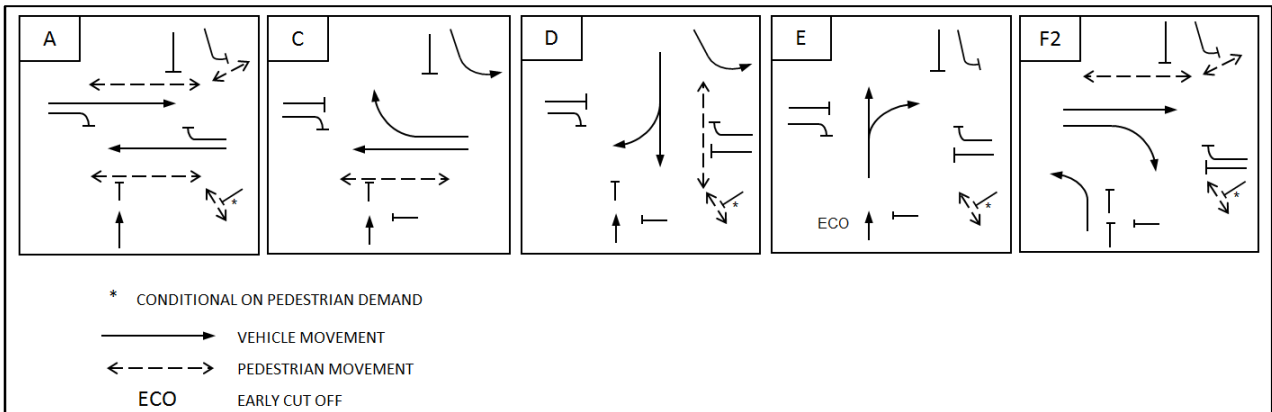 A
C
D
E
F2
*
*
ECO
*
*
* CONDITIONAL ON PEDESTRIAN DEMAND
VEHICLE MOVEMENT
PEDESTRIAN MOVEMENT
ECO EARLY CUT OFF